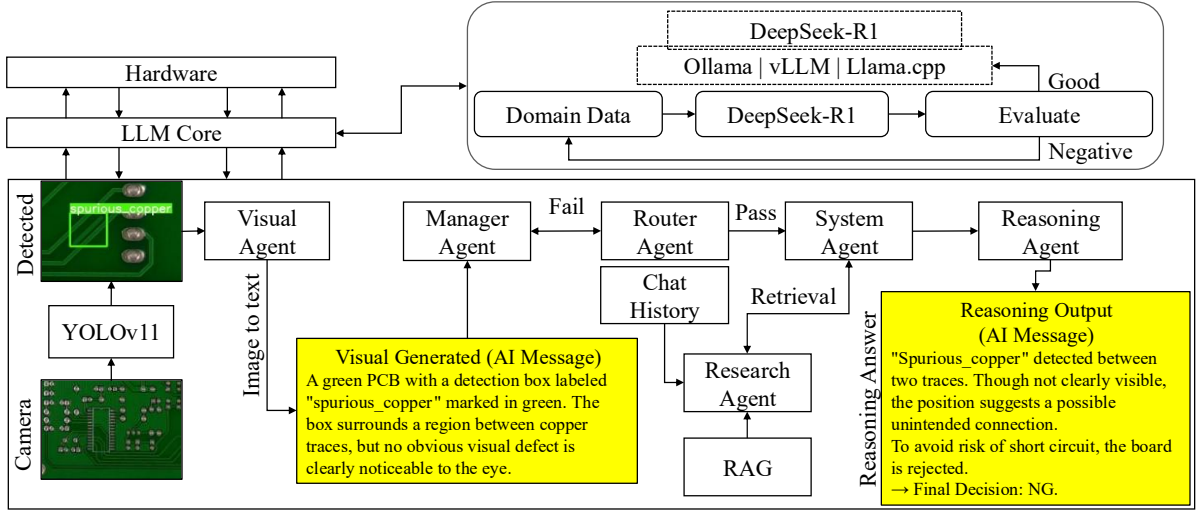 DeepSeek-R1
Ollama | vLLM | Llama.cpp
Good
Domain Data
DeepSeek-R1
Evaluate
Negative
Hardware
LLM Core
Detected
spurious_copper
Visual
Agent
Manager
Agent
Fail
Router
Agent
Pass
System
Agent
Reasoning
Agent
Chat
History
Retrieval
YOLOv11
Image to text
Visual Generated (AI Message)
A green PCB with a detection box labeled
"spurious_copper" marked in green. The
box surrounds a region between copper
traces, but no obvious visual defect is
clearly noticeable to the eye.
Research
Agent
RAG
Camera
Reasoning Answer
Reasoning Output
(AI Message)
"Spurious_copper" detected between
two traces. Though not clearly visible,
the position suggests a possible
unintended connection.
To avoid risk of short circuit, the board
is rejected.
→ Final Decision: NG.